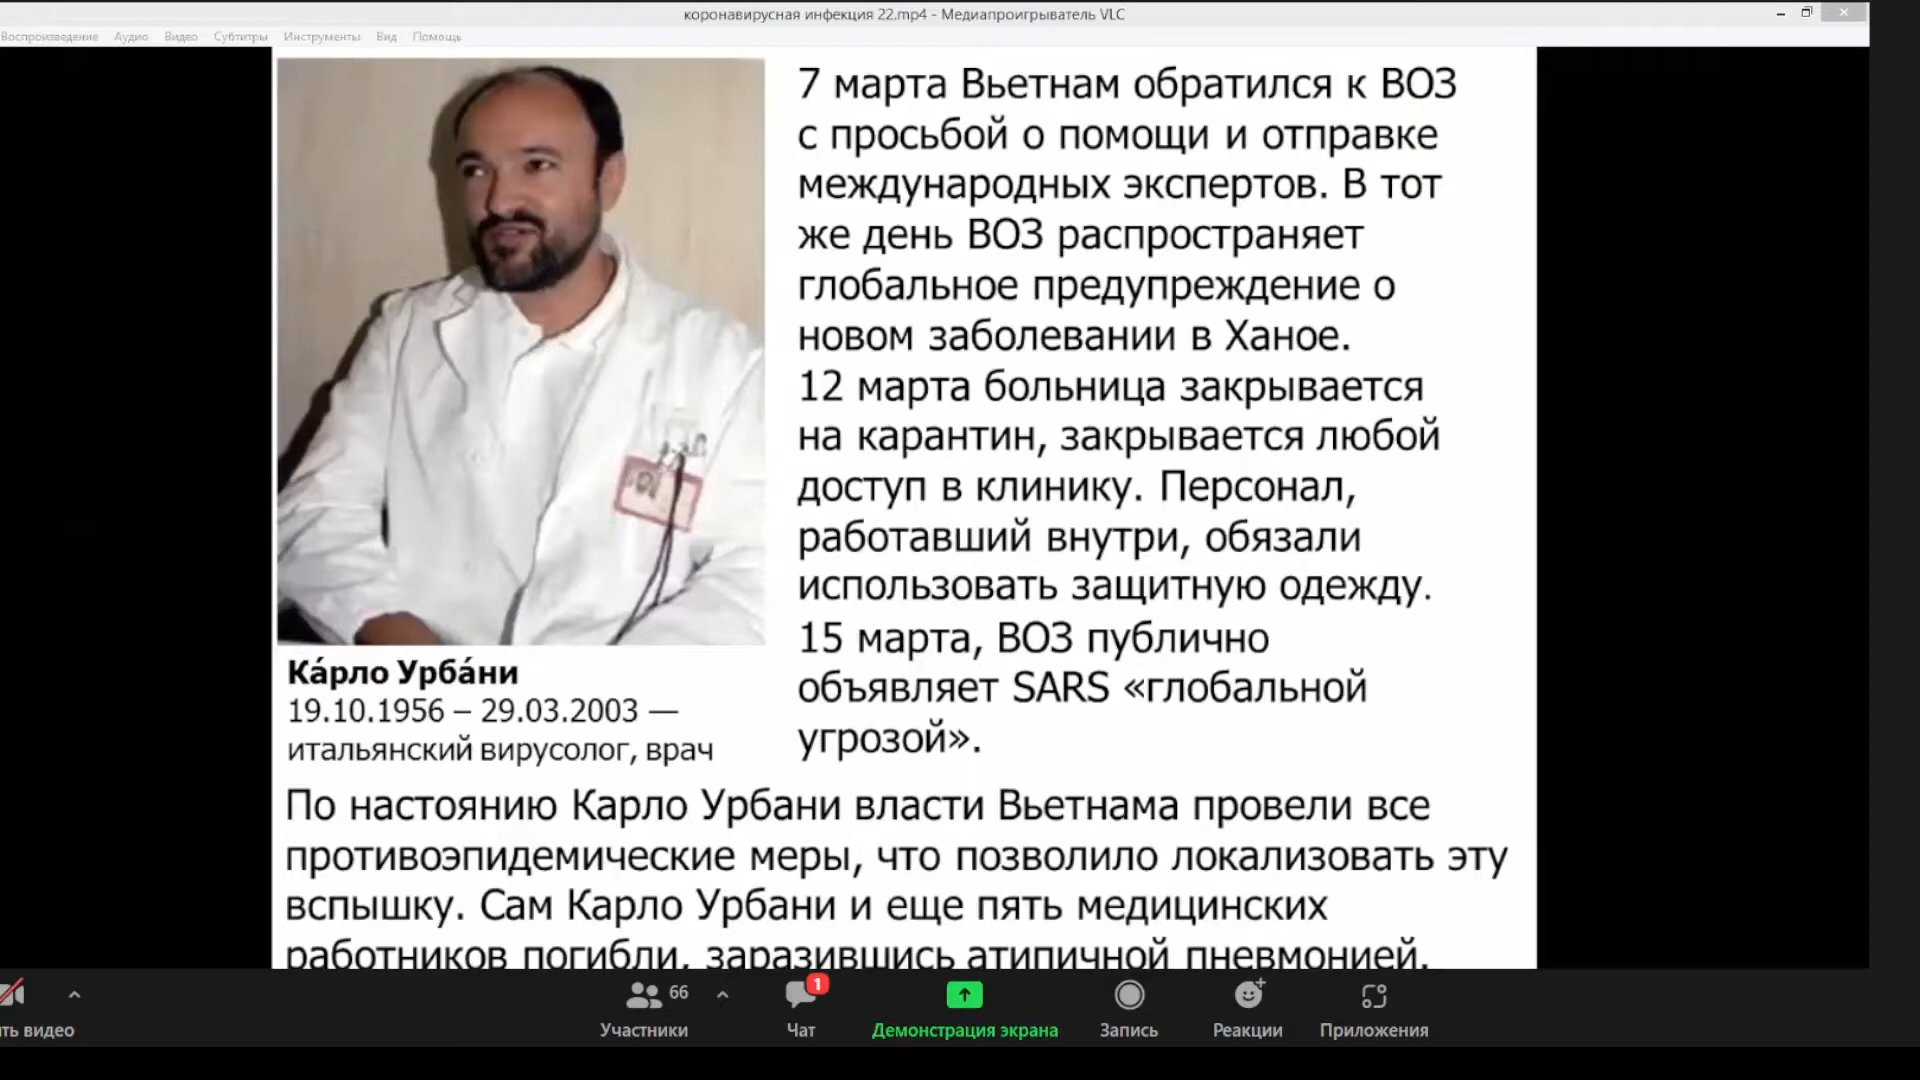 коронавирусная инфекция 22.mp4 - Медиапроигрыватель VLC
Воспроизведение Аудио Видео Субтитры Инструменты Вид Помощь
7 марта Вьетнам обратился к ВОЗ
с просьбой о помощи и отправке
международных экспертов. В тот
же день ВОЗ распространяет
глобальное предупреждение о
новом заболевании в Ханое.
12 марта больница закрывается
на карантин, закрывается любой
доступ в клинику. Персонал,
работавший внутри, обязали
использовать защитную одежду.
15 марта, ВОЗ публично
объявляет SARS «глобальной
угрозой».
Ка́рло Урба́ни
19.10.1956 – 29.03.2003 —
итальянский вирусолог, врач
По настоянию Карло Урбани власти Вьетнама провели все
противоэпидемические меры, что позволило локализовать эту
вспышку. Сам Карло Урбани и еще пять медицинских
работников погибли, заразившись атипичной пневмонией.
66
1
ть видео
Участники
Чат
Демонстрация экрана
Запись
Реакции
Приложения